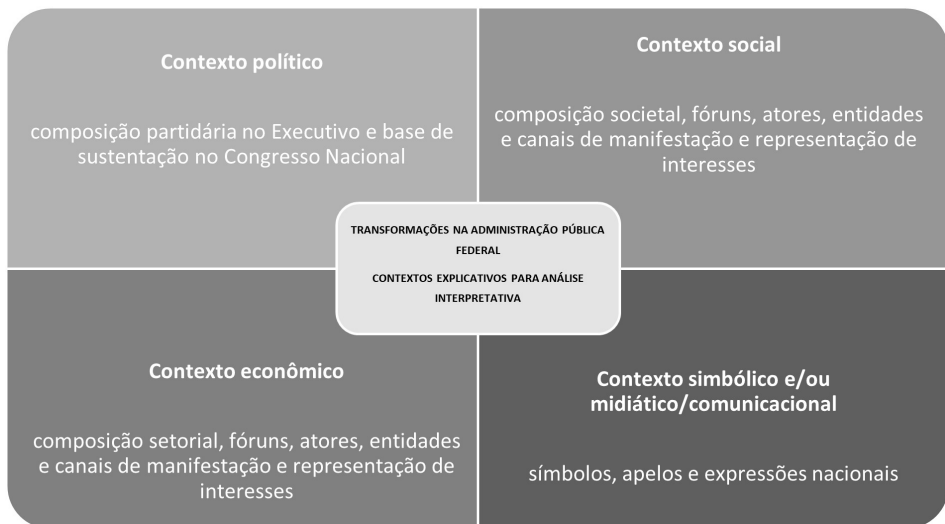 Contexto político
composição partidária no Executivo e base de
sustentação no Congresso Nacional
Contexto social
composição societal, fóruns, atores, entidades
e canais de manifestação e representação de
interesses
TRANSFORMAÇÕES NA ADMINISTRAÇÃO PÚBLICA
FEDERAL
CONTEXTOS EXPLICATIVOS PARA ANÁLISE
INTERPRETATIVA
Contexto econômico
composição setorial, fóruns, atores, entidades
e canais de manifestação e representação de
interesses
Contexto simbólico e/ou
midiático/comunicacional
símbolos, apelos e expressões nacionais